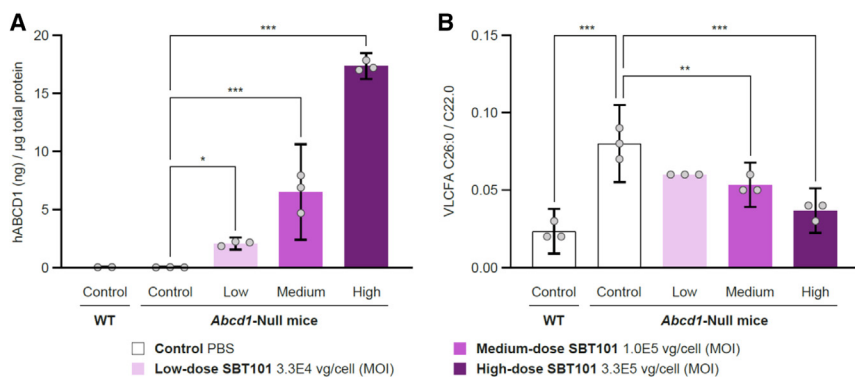 A
hABCD1 (ng) / µg total protein
20
15
10
5
0
***
***
*
Control
Control
Low
Medium
High
WT
Abcd1-Null mice
B
VLCFA C26:0 / C22.0
0.15
0.10
0.05
0.00
***
***
**
Control
Control
Low
Medium
High
WT
Abcd1-Null mice
Control PBS
Low-dose SBT101 3.3E4 vg/cell (MOI)
Medium-dose SBT101 1.0E5 vg/cell (MOI)
High-dose SBT101 3.3E5 vg/cell (MOI)